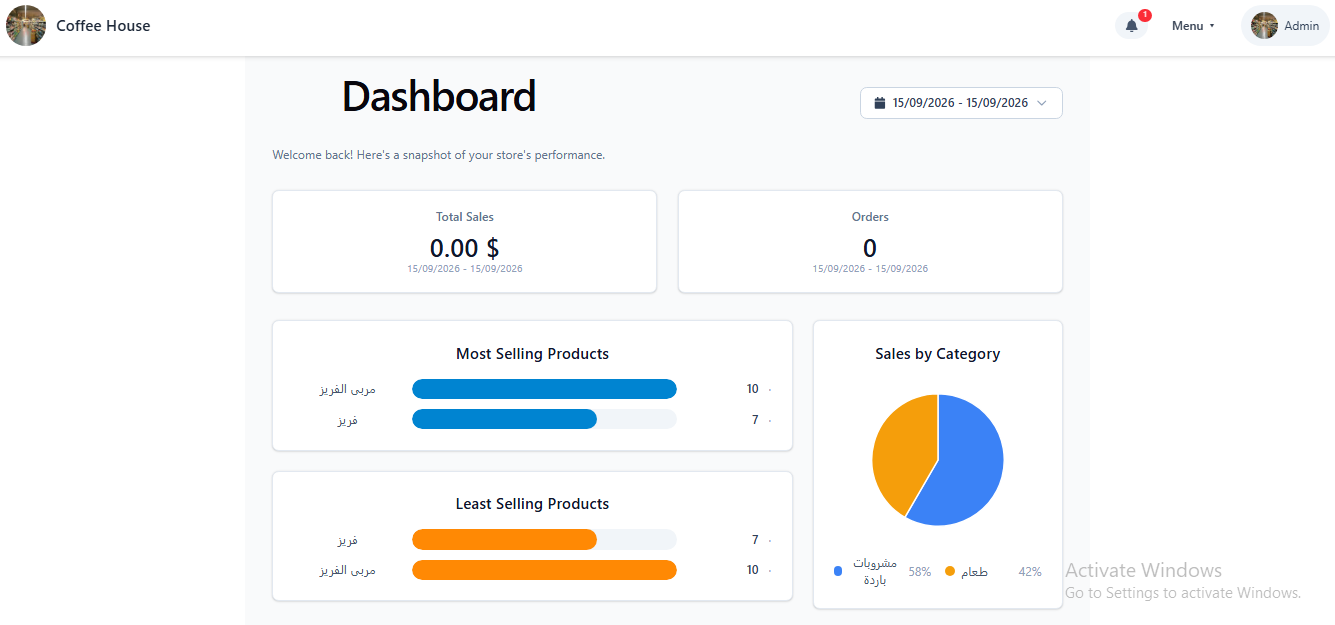 Coffee House
1
Menu
Admin
Dashboard
15/09/2026 - 15/09/2026
Welcome back! Here's a snapshot of your store's performance.
Total Sales
0.00 $
15/09/2026 - 15/09/2026
Orders
0
15/09/2026 - 15/09/2026
Most Selling Products
مربى الفريز 10
فريز 7
Least Selling Products
فريز 7
مربى الفريز 10
Sales by Category
مشروبات
باردة
58%
طعام 42%
Activate Windows
Go to Settings to activate Windows.